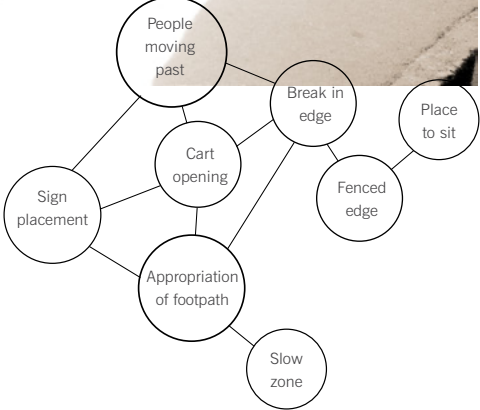 People
moving
past
Break in
edge
Place
to sit
Cart
opening
Fenced
edge
Sign
placement
Appropriation
of footpath
Slow
zone